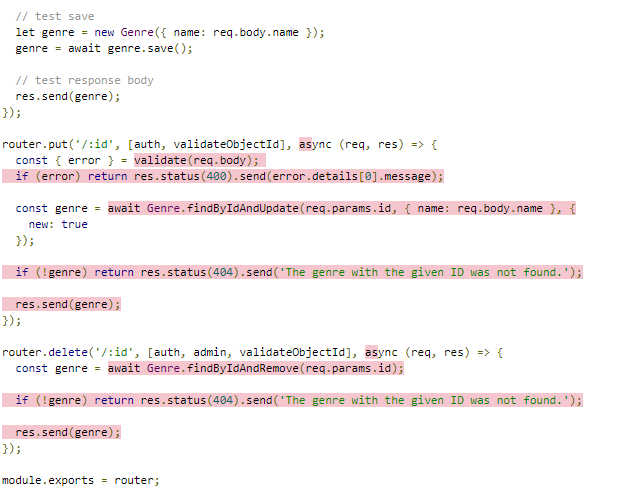 // test save
let genre = new Genre({ name: req.body.name });
genre = await genre.save();
// test response body
res.send(genre);
});
router.put('/:id', [auth, validateObjectId], async (req, res) => {
const { error } = validate(req.body);
if (error) return res.status(400).send(error.details[0].message);
const genre = await Genre.findByIdAndUpdate(req.params.id, { name: req.body.name }, {
new: true
});
if (!genre) return res.status(404).send('The genre with the given ID was not found.');
res.send(genre);
});
router.delete('/:id', [auth, admin, validateObjectId], async (req, res) => {
const genre = await Genre.findByIdAndRemove(req.params.id);
if (!genre) return res.status(404).send('The genre with the given ID was not found.');
res.send(genre);
});
module.exports = router;